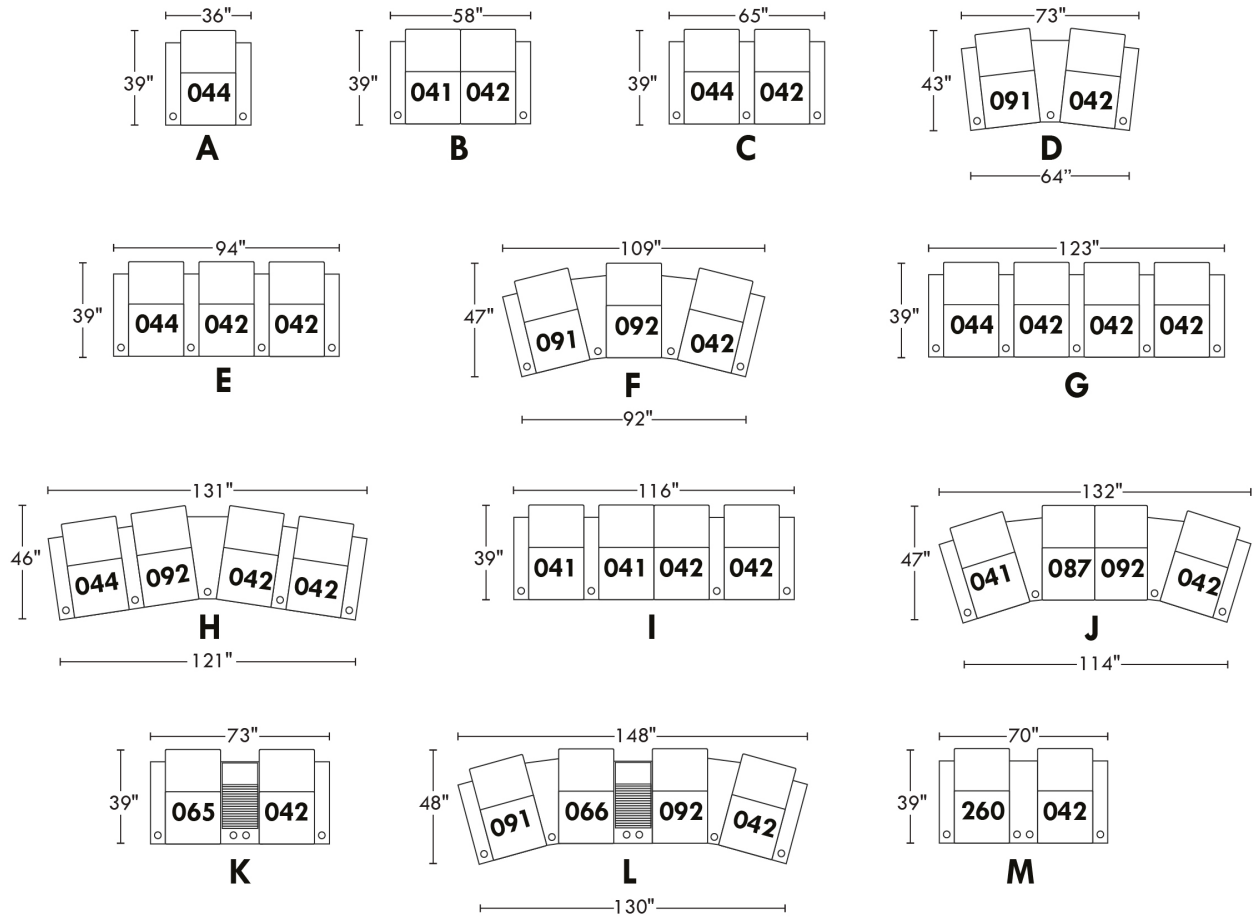 36" 58" 65" 73"
39" 044 39" 041 042 39" 044 042 43" 091 042
A B C D
64”
94" 109" 123"
39" 044 042 042 47" 091 092 042 39" 044 042 042 042
E F G
92"
131" 116" 132"
46" 044 092 042 042 39" 041 041 042 042 47" 041 087 092 042
H I J
121" 114"
73" 148" 70"
39" 065 042 48" 091 066 092 042 39" 260 042
K L M
130"